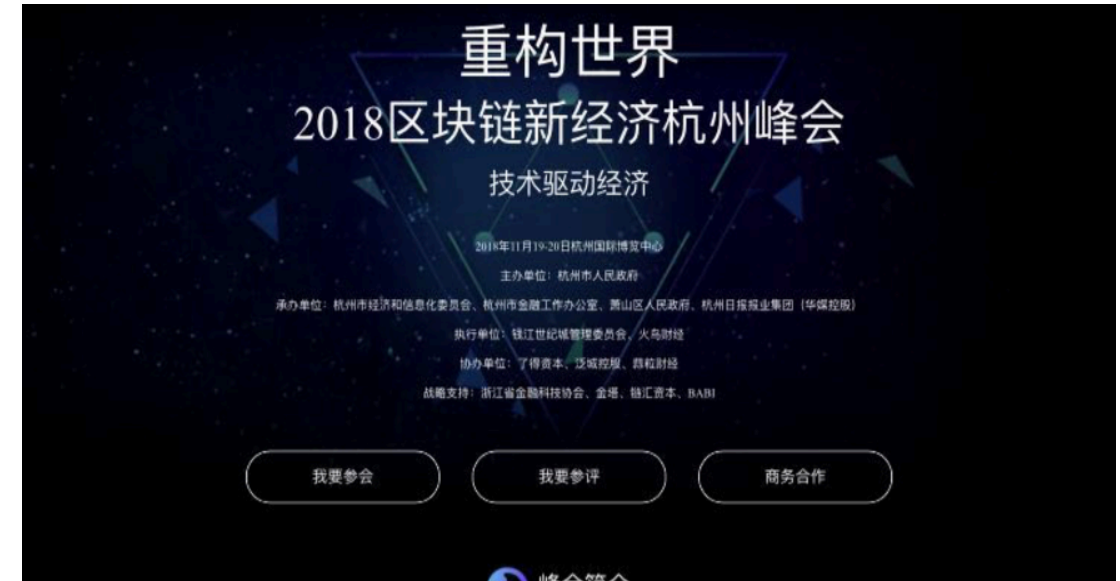 重构世界
2018区块链新经济杭州峰会
技术驱动经济
2018年11月19-20日杭州国际博览中心
主办单位：杭州市人民政府
承办单位：杭州市经济和信息化委员会、杭州市金融工作办公室、萧山区人民政府、杭州日报报业集团（华媒控股）
执行单位：钱江世纪城管理委员会、火鸟财经
协办单位：了得资本、泛城控股、鹿粒财经
战略支持：浙江省金融科技协会、金塔、链汇资本、BABI
我要参会
我要参评
商务合作
峰会简介